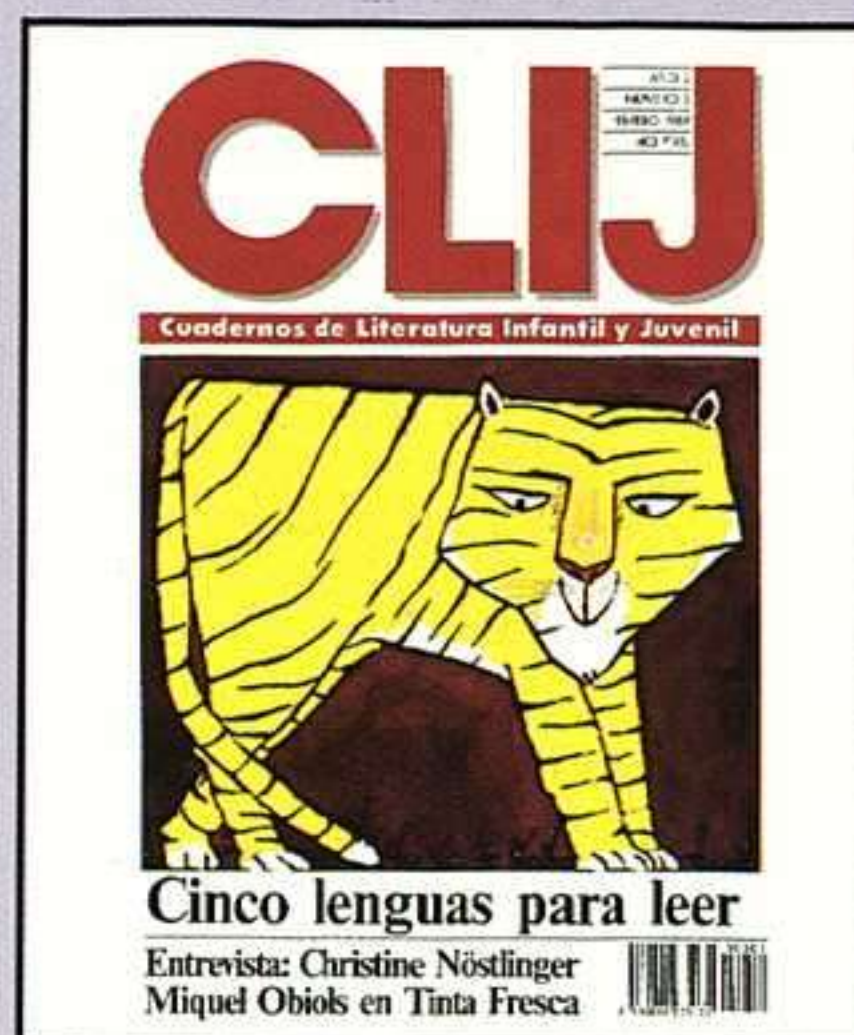 CLIJ
Cuadernos de Literatura Infantil y Juvenil
Cinco lenguas para leer
Entrevista: Christine Nöstlinger
Miquel Obiols en Tinta Fresca